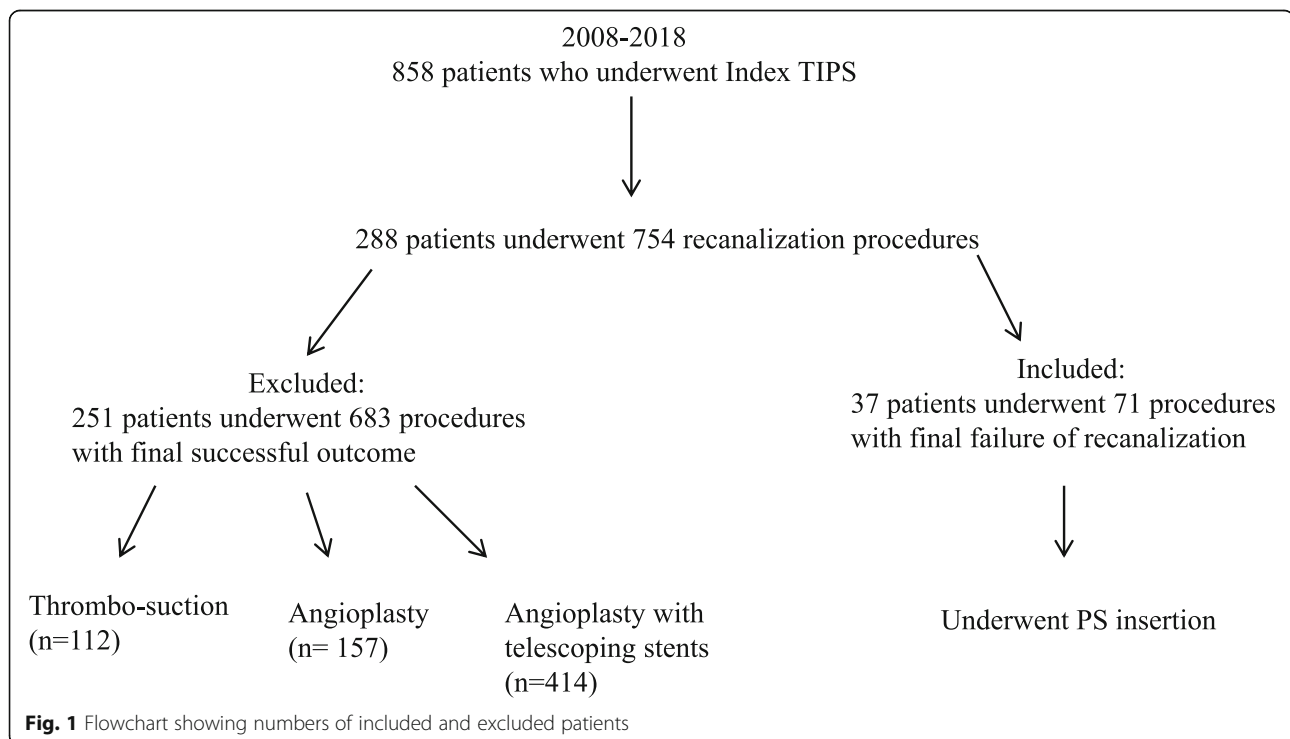 2008-2018
858 patients who underwent Index TIPS
288 patients underwent 754 recanalization procedures
Excluded:
251 patients underwent 683 procedures
with final successful outcome
Included:
37 patients underwent 71 procedures
with final failure of recanalization
Thrombo-suction
(n=112)
Angioplasty
(n= 157)
Angioplasty with
telescoping stents
(n=414)
Underwent PS insertion
Fig. 1 Flowchart showing numbers of included and excluded patients